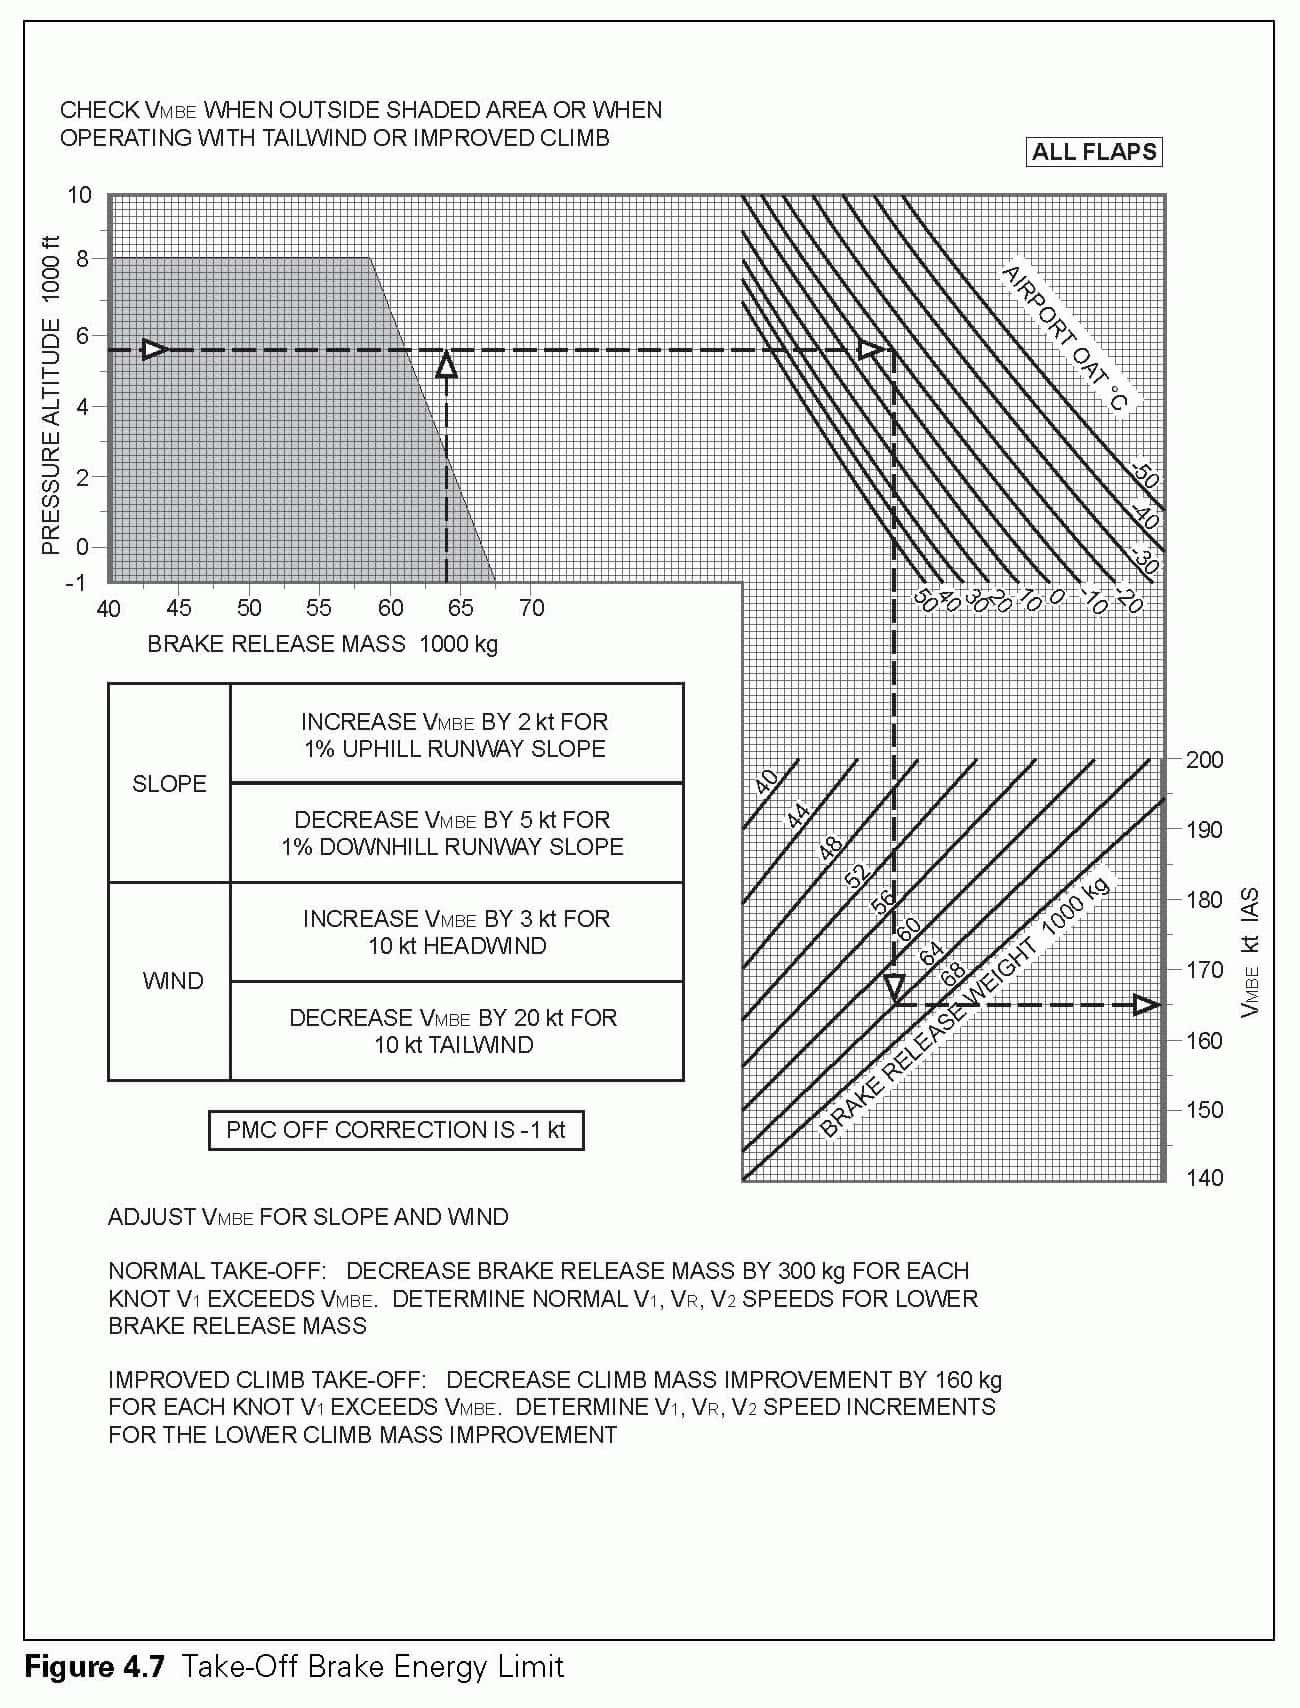 CHECK VMBE WHEN OUTSIDE SHADED AREA OR WHEN
OPERATING WITH TAILWIND OR IMPROVED CLIMB
ALL FLAPS
PRESSURE ALTITUDE 1000 ft
10
8
6
4
2
0
-1
40 45 50 55 60 65 70
BRAKE RELEASE MASS 1000 kg
AIRPORT OAT °C
-50
-40
-30
50 40 30 20 10 0 -10 -20
SLOPE
INCREASE VMBE BY 2 kt FOR
1% UPHILL RUNWAY SLOPE
DECREASE VMBE BY 5 kt FOR
1% DOWNHILL RUNWAY SLOPE
WIND
INCREASE VMBE BY 3 kt FOR
10 kt HEADWIND
DECREASE VMBE BY 20 kt FOR
10 kt TAILWIND
PMC OFF CORRECTION IS -1 kt
40
44
48
52
56
60
64
68
BRAKE RELEASE WEIGHT 1000 kg
200
190
180
170
160
150
140
VMBE kt IAS
ADJUST VMBE FOR SLOPE AND WIND
NORMAL TAKE-OFF: DECREASE BRAKE RELEASE MASS BY 300 kg FOR EACH
KNOT V1 EXCEEDS VMBE. DETERMINE NORMAL V1, VR, V2 SPEEDS FOR LOWER
BRAKE RELEASE MASS
IMPROVED CLIMB TAKE-OFF: DECREASE CLIMB MASS IMPROVEMENT BY 160 kg
FOR EACH KNOT V1 EXCEEDS VMBE. DETERMINE V1, VR, V2 SPEED INCREMENTS
FOR THE LOWER CLIMB MASS IMPROVEMENT
Figure 4.7 Take-Off Brake Energy Limit